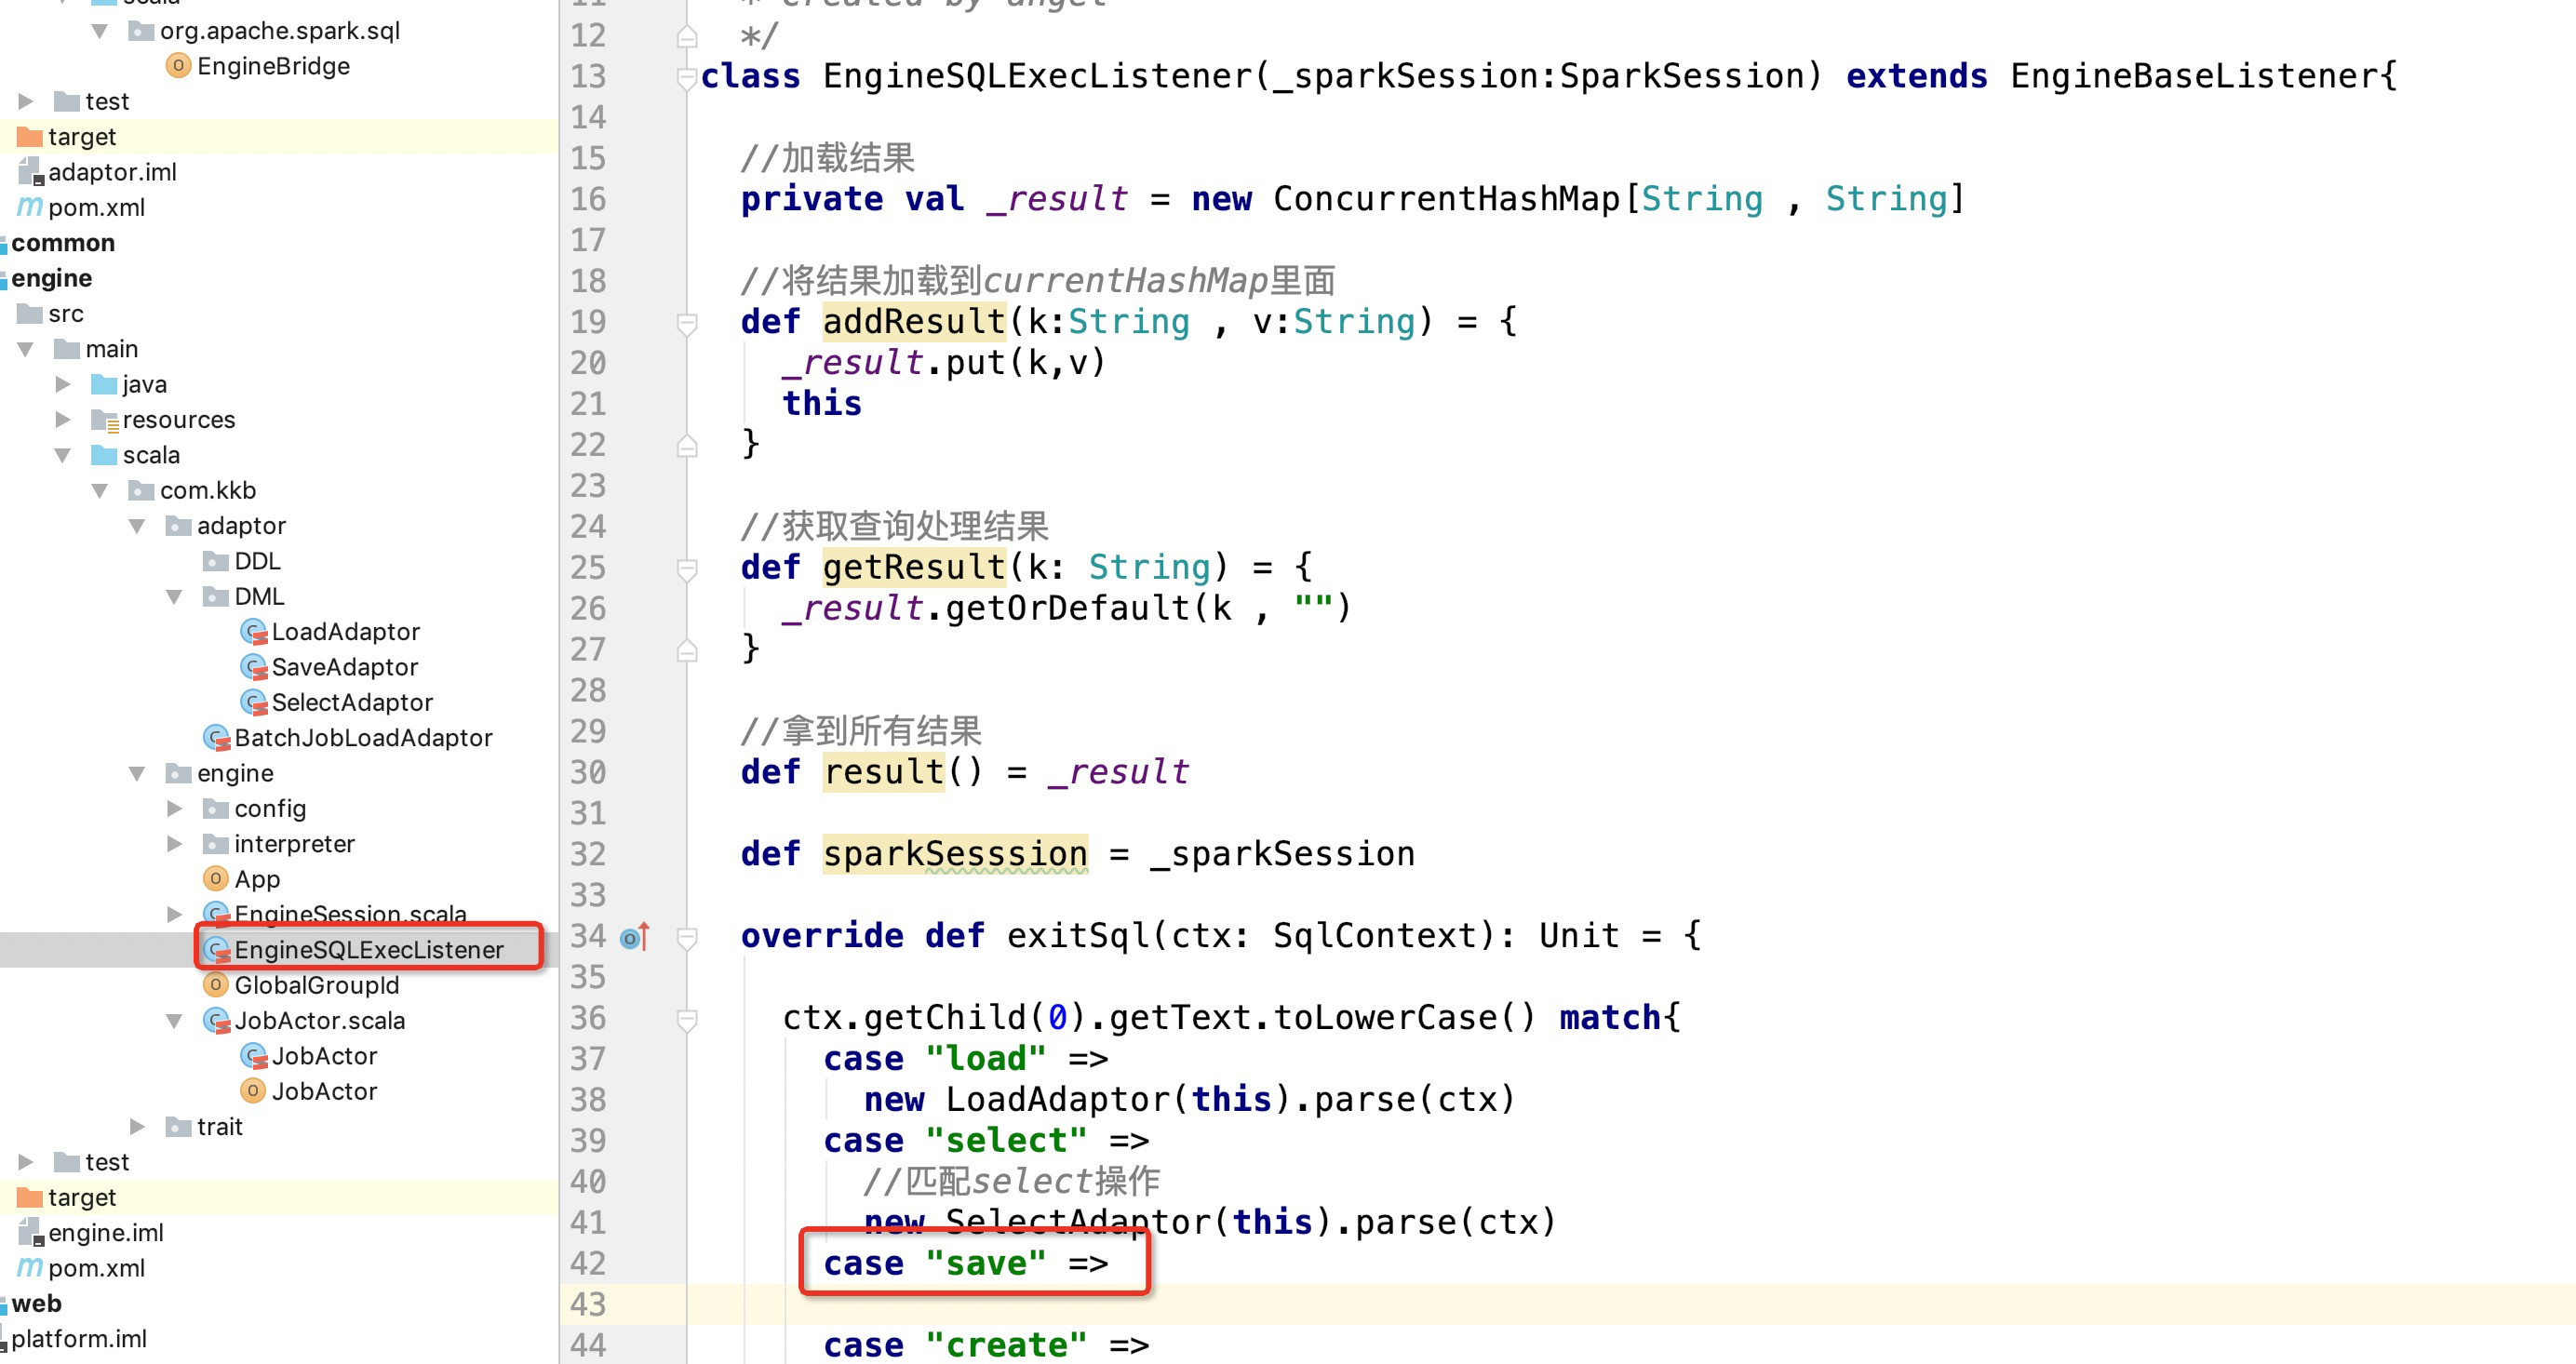 scala
org.apache.spark.sql
EngineBridge
test
target
adaptor.iml
pom.xml
common
engine
src
main
java
resources
scala
com.kkb
adaptor
DDL
DML
LoadAdaptor
SaveAdaptor
SelectAdaptor
BatchJobLoadAdaptor
engine
config
interpreter
App
EngineSession.scala
EngineSQLExecListener
GlobalGroupId
JobActor.scala
JobActor
JobActor
trait
test
target
engine.iml
pom.xml
web
platform.iml
11 * Created by angel
12 */
13 class EngineSQLExecListener(_sparkSession:SparkSession) extends EngineBaseListener{
14
15 //加载结果
16 private val _result = new ConcurrentHashMap[String , String]
17
18 //将结果加载到currentHashMap里面
19 def addResult(k:String , v:String) = {
20 _result.put(k,v)
21 this
22 }
23
24 //获取查询处理结果
25 def getResult(k: String) = {
26 _result.getOrDefault(k , "")
27 }
28
29 //拿到所有结果
30 def result() = _result
31
32 def sparkSesssion = _sparkSession
33
34 override def exitSql(ctx: SqlContext): Unit = {
35
36 ctx.getChild(0).getText.toLowerCase() match{
37 case "load" =>
38 new LoadAdaptor(this).parse(ctx)
39 case "select" =>
40 //匹配select操作
41 new SelectAdaptor(this).parse(ctx)
42 case "save" =>
43
44 case "create" =>